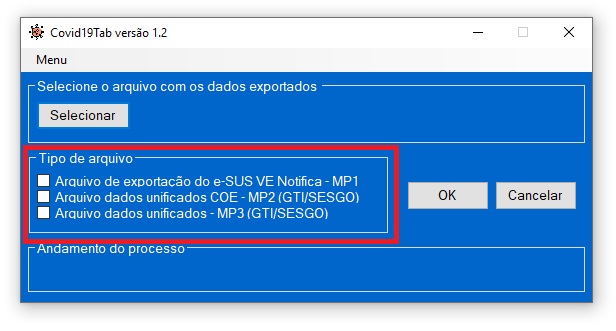 Covid19Tab versão 1.2
Menu
Selecione o arquivo com os dados exportados
Selecionar
Tipo de arquivo
Arquivo de exportação do e-SUS VE Notifica - MP1
Arquivo dados unificados COE - MP2 (GTI/SESGO)
Arquivo dados unificados - MP3 (GTI/SESGO)
OK
Cancelar
Andamento do processo